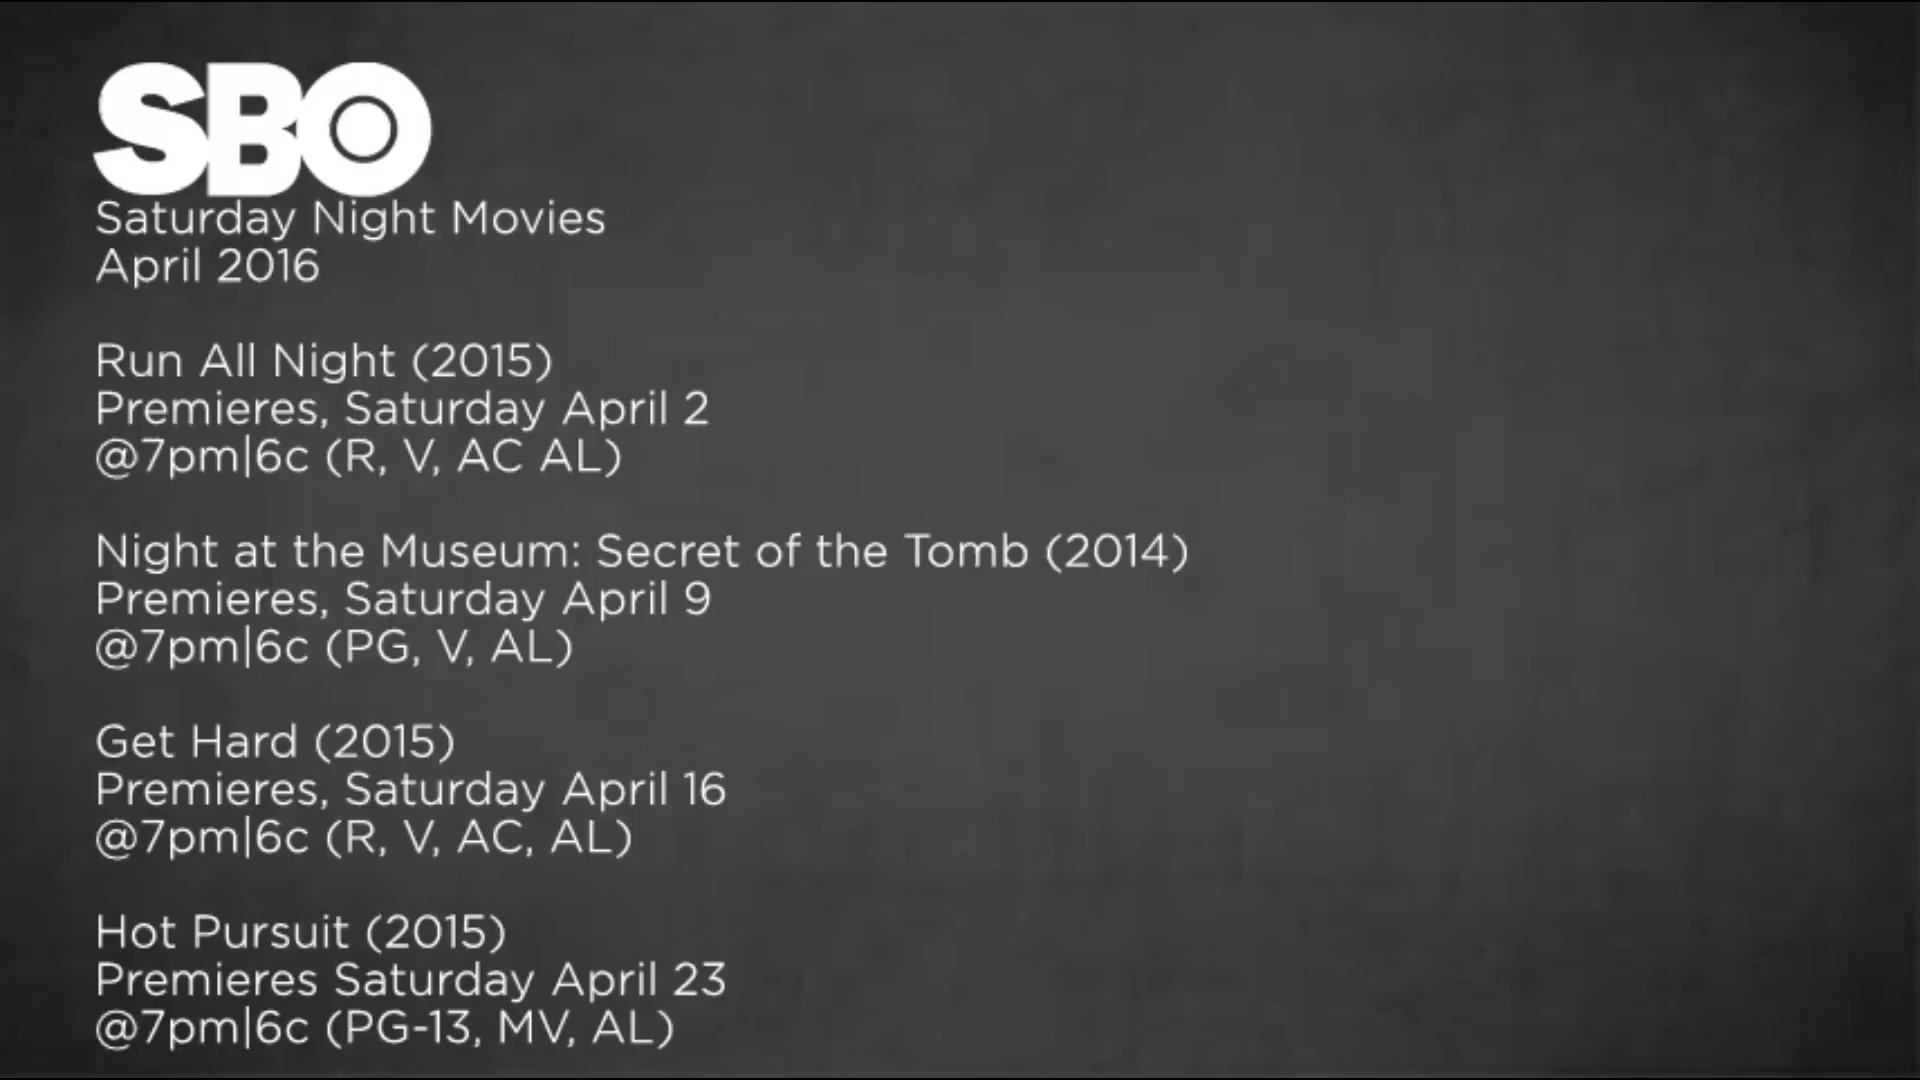 SBO
Saturday Night Movies
April 2016
Run All Night (2015)
Premieres, Saturday April 2
@7pm|6c (R, V, AC AL)
Night at the Museum: Secret of the Tomb (2014)
Premieres, Saturday April 9
@7pm|6c (PG, V, AL)
Get Hard (2015)
Premieres, Saturday April 16
@7pm|6c (R, V, AC, AL)
Hot Pursuit (2015)
Premieres Saturday April 23
@7pm|6c (PG-13, MV, AL)